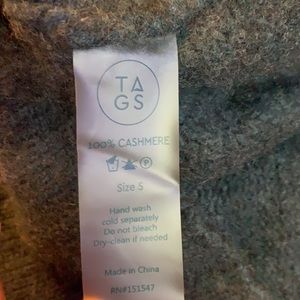 TA
GS
100% CASHMERE
Size S
Hand wash
cold separately
Do not bleach
Dry-clean if needed
Made in China
RN#151547